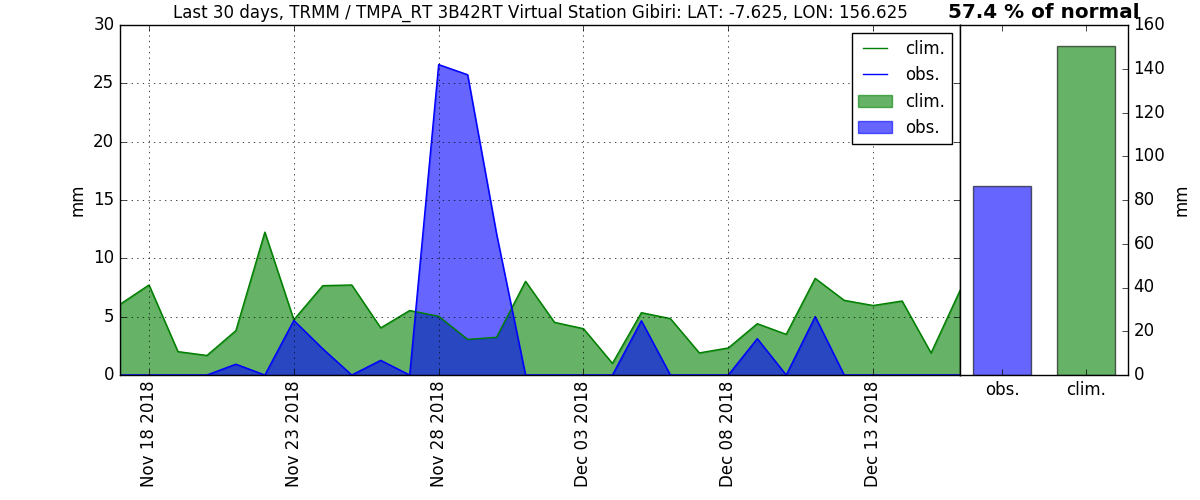 Last 30 days, TRMM / TMPA_RT 3B42RT Virtual Station Gibiri: LAT: -7.625, LON: 156.625
57.4 % of normal
30
25
20
15
10
5
0
mm
clim.
obs.
clim.
obs.
Nov 18 2018
Nov 23 2018
Nov 28 2018
Dec 03 2018
Dec 08 2018
Dec 13 2018
160
140
120
100
80
60
40
20
0
mm
obs.
clim.